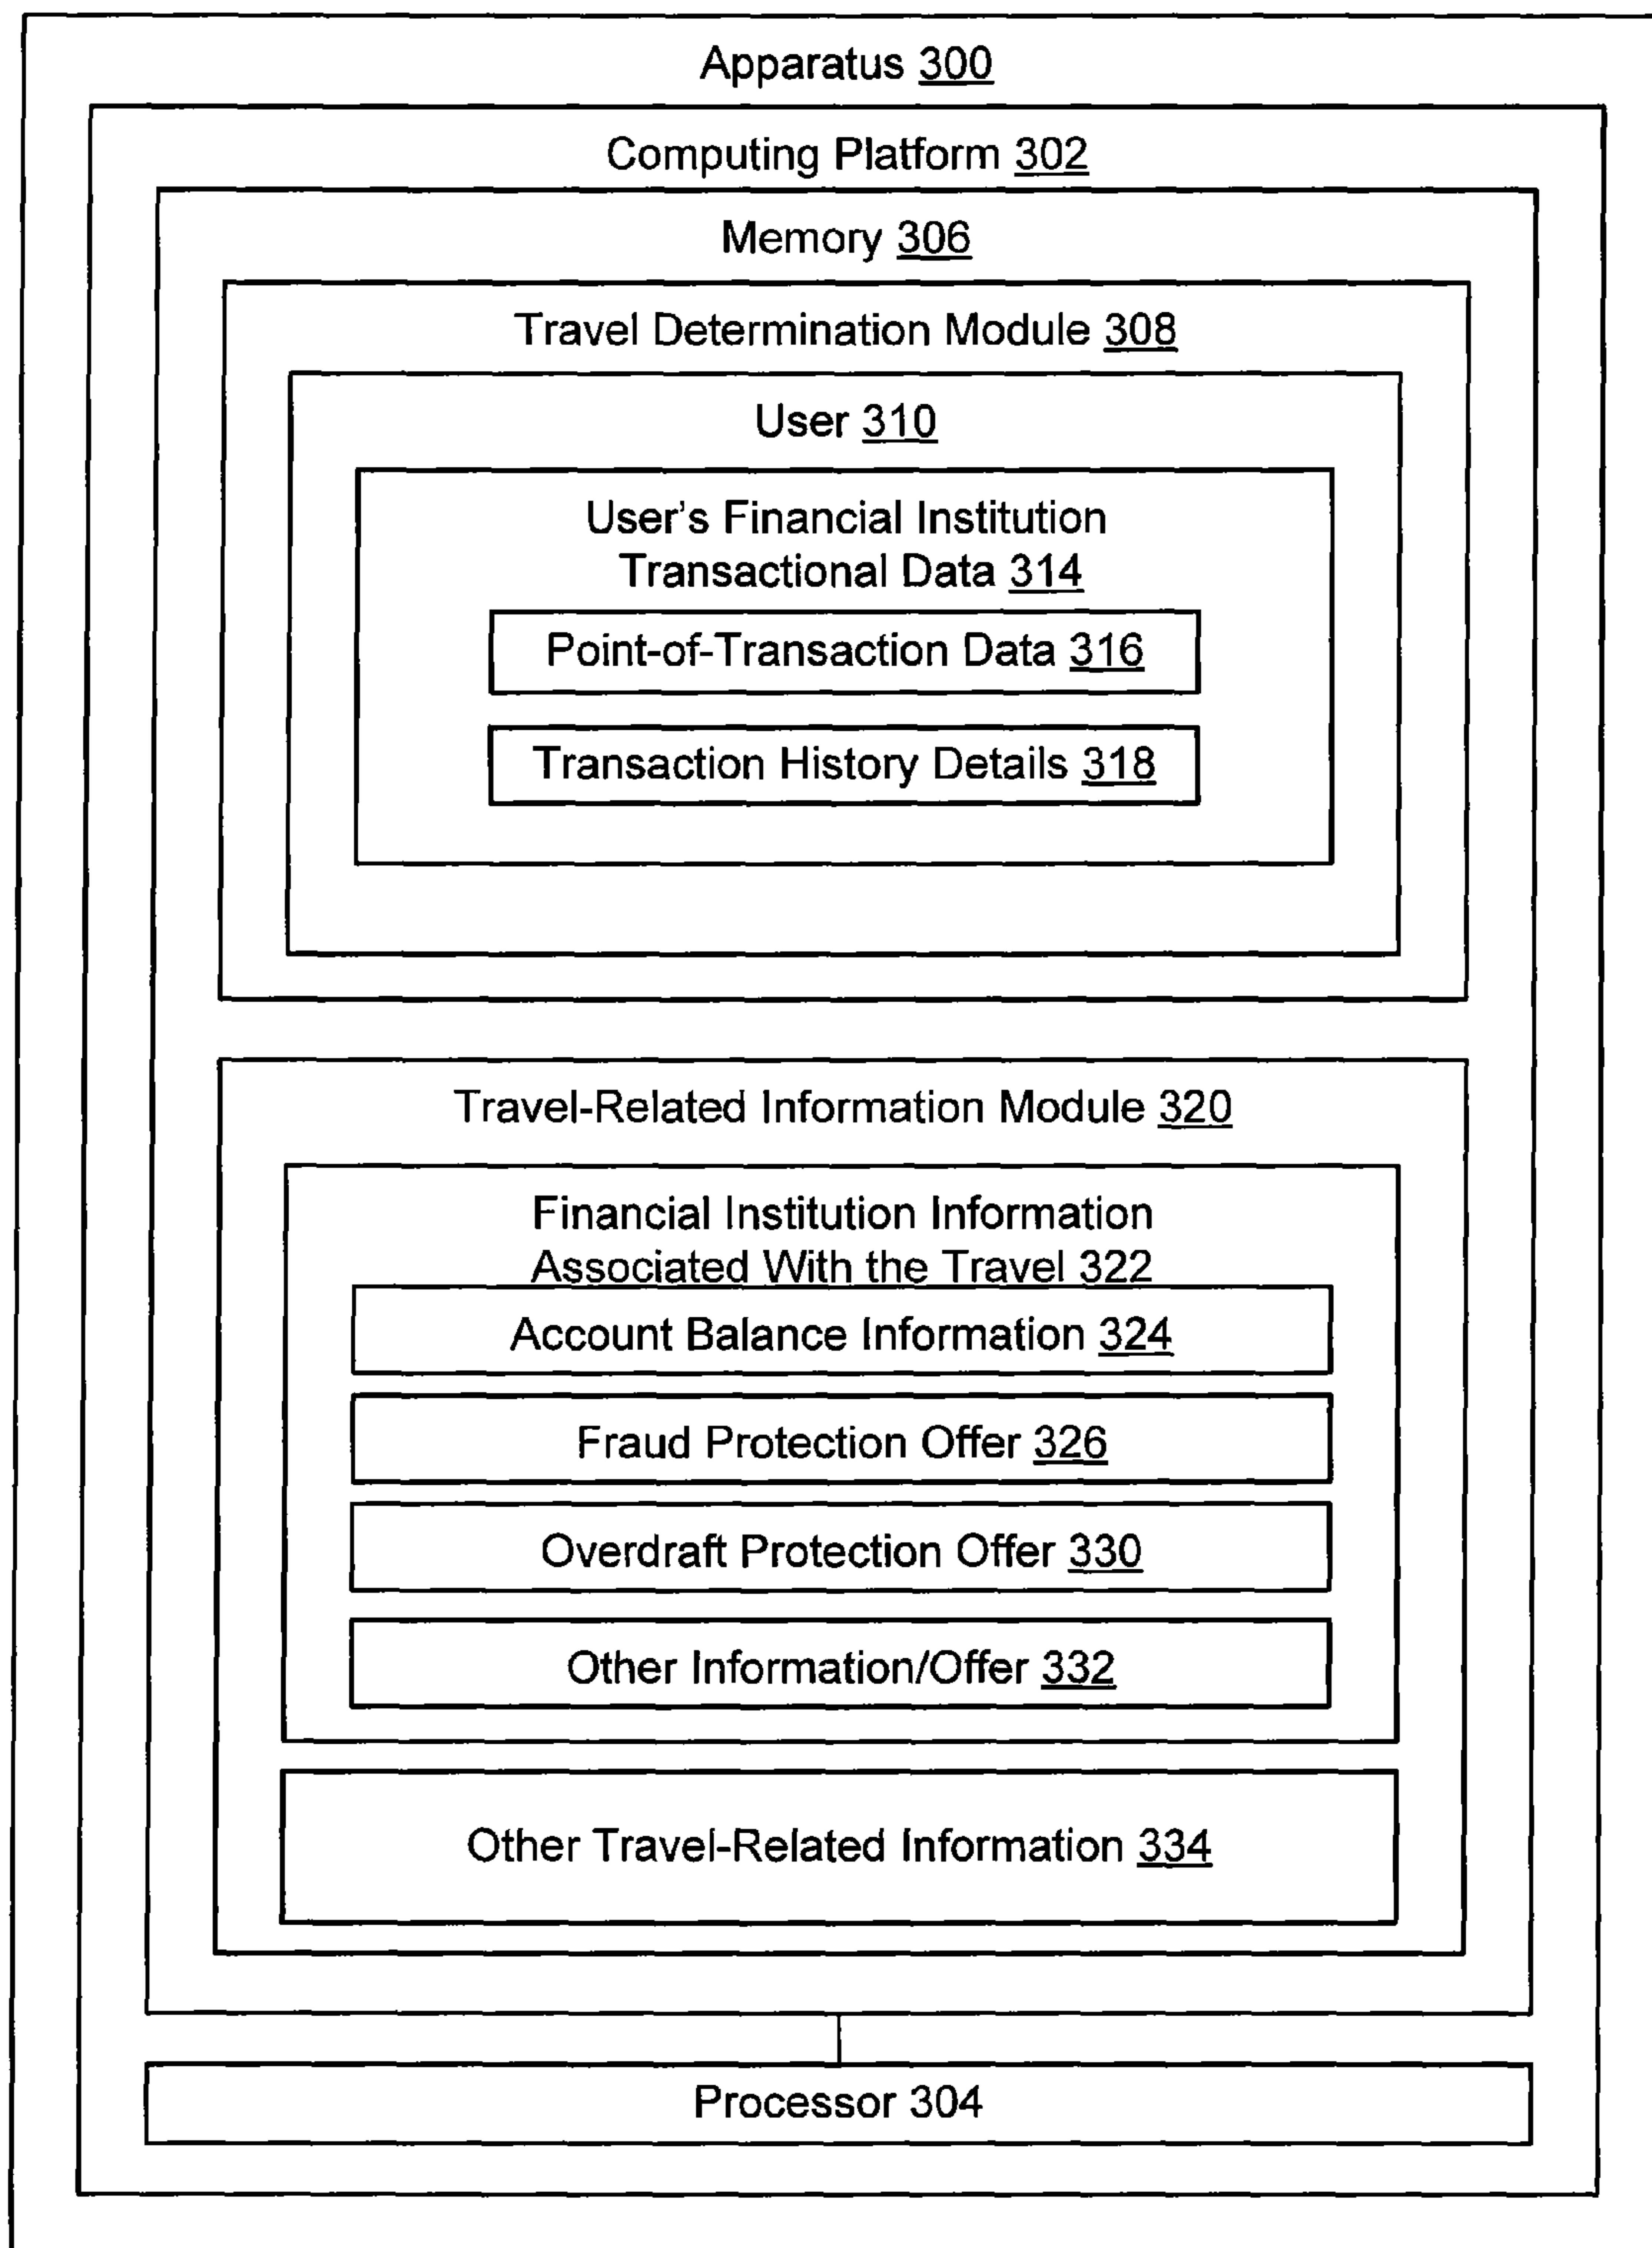 Apparatus 300
Computing Platform 302
Memory 306
Travel Determination Module 308
User 310
User's Financial Institution
Transactional Data 314
Point-of-Transaction Data 316
Transaction History Details 318
Travel-Related Information Module 320
Financial Institution Information
Associated With the Travel 322
Account Balance Information 324
Fraud Protection Offer 326
Overdraft Protection Offer 330
Other Information/Offer 332
Other Travel-Related Information 334
Processor 304